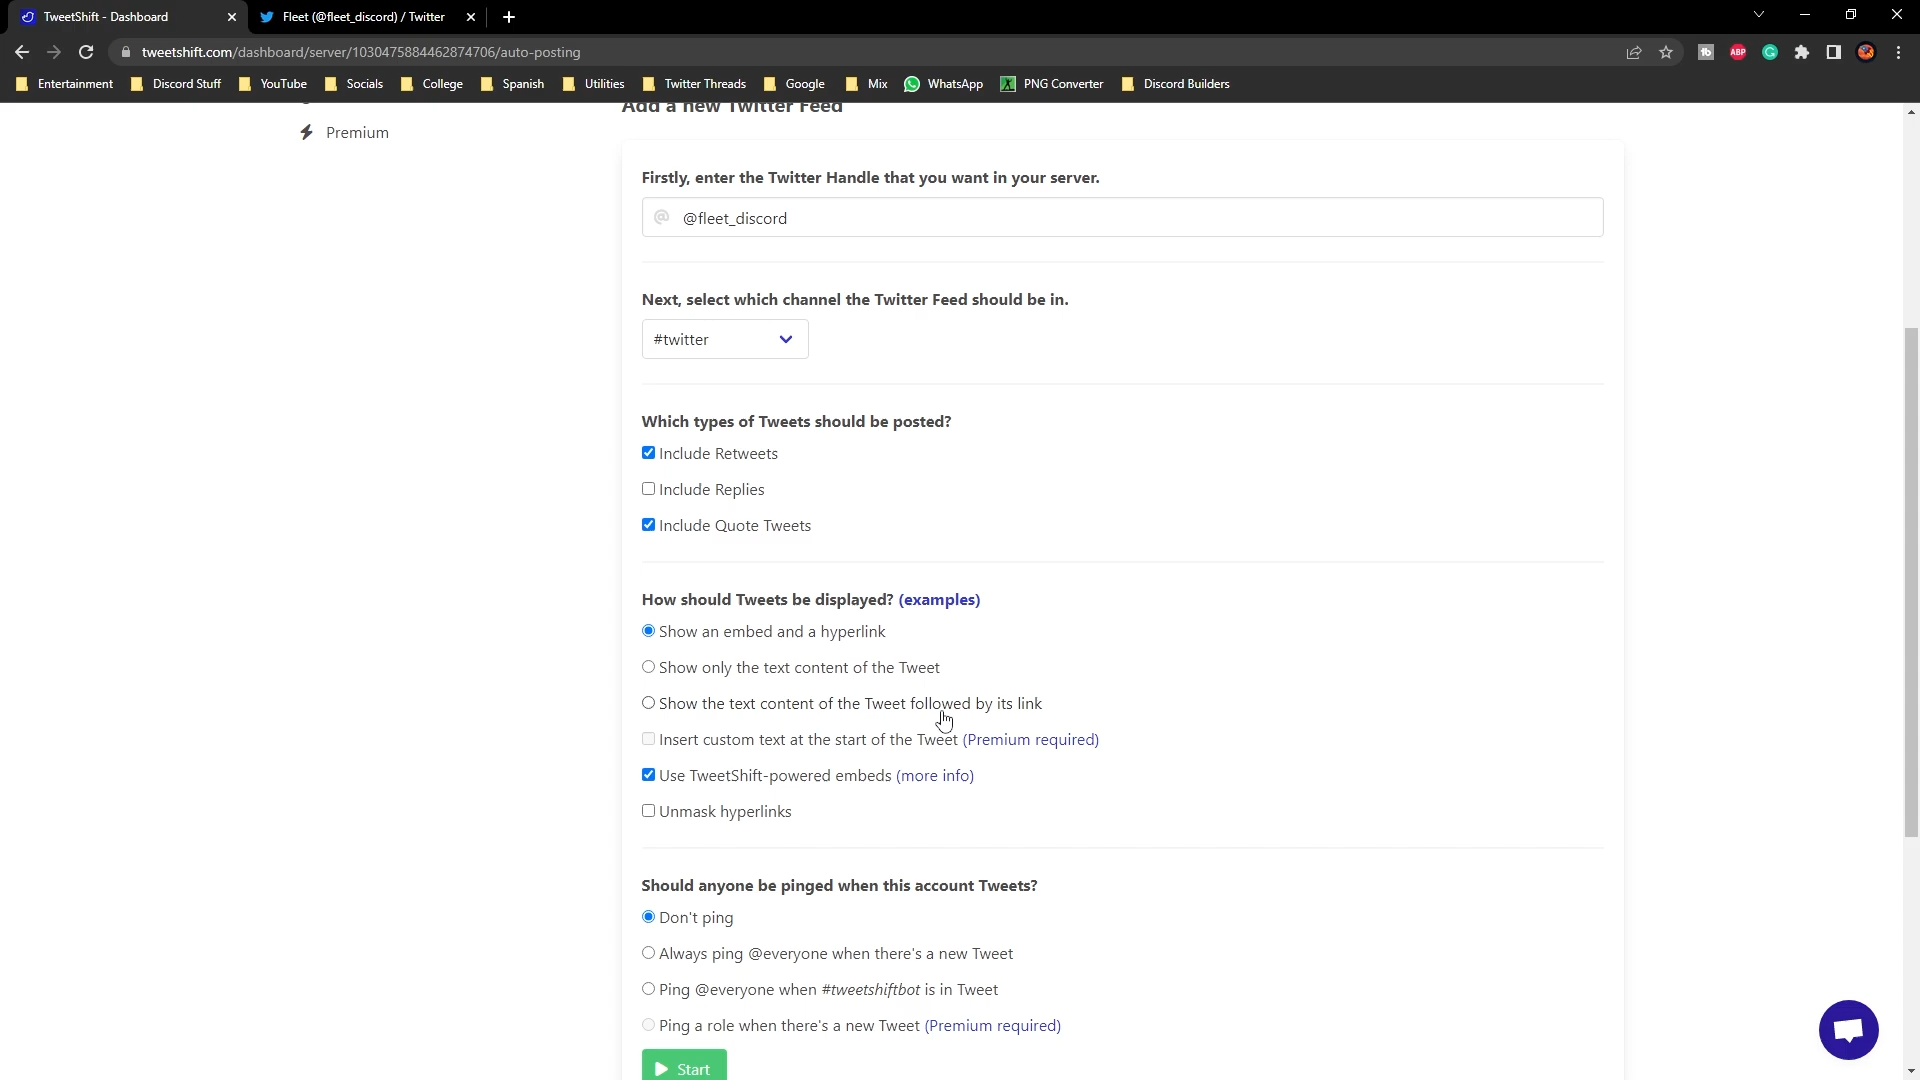 TweetShift - Dashboard
Fleet (@fleet_discord) / Twitter
tweetshift.com/dashboard/server/1030475884462874706/auto-posting
ABP
Entertainment
Discord Stuff
YouTube
Socials
College
Spanish
Utilities
Twitter Threads
Google
Mix
WhatsApp
PNG Converter
Discord Builders
Premium
Add a new Twitter Feed
Firstly, enter the Twitter Handle that you want in your server.
@ @fleet_discord
Next, select which channel the Twitter Feed should be in.
#twitter
Which types of Tweets should be posted?
Include Retweets
Include Replies
Include Quote Tweets
How should Tweets be displayed? (examples)
Show an embed and a hyperlink
Show only the text content of the Tweet
Show the text content of the Tweet followed by its link
Insert custom text at the start of the Tweet (Premium required)
Use TweetShift-powered embeds (more info)
Unmask hyperlinks
Should anyone be pinged when this account Tweets?
Don't ping
Always ping @everyone when there's a new Tweet
Ping @everyone when #tweetshiftbot is in Tweet
Ping a role when there's a new Tweet (Premium required)
Start